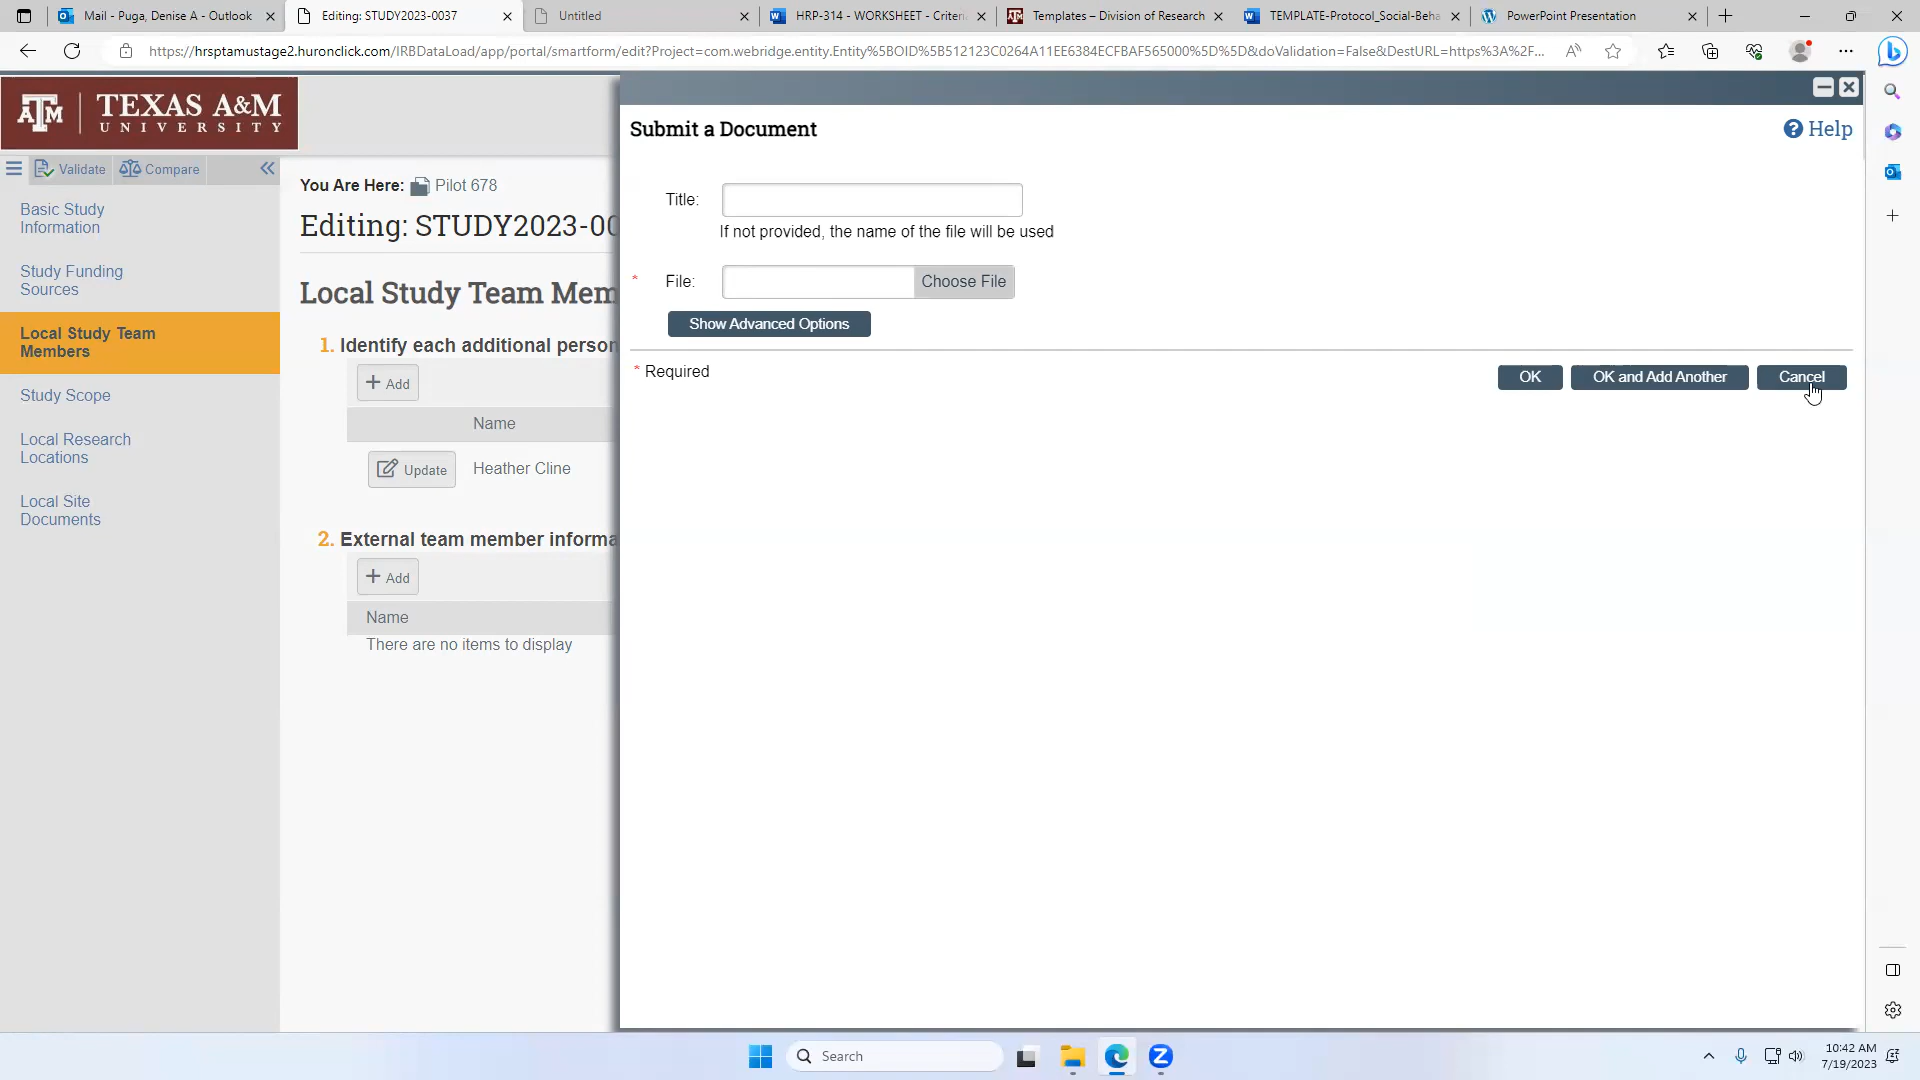 Mail - Puga, Denise A - Outlook
Editing: STUDY2023-0037
Untitled
HRP-314 - WORKSHEET - Criteri
Templates – Division of Research
TEMPLATE-Protocol_Social-Beha
PowerPoint Presentation
https://hrsptamustage2.huronclick.com/IRBDataLoad/app/portal/smartform/edit?Project=com.webridge.entity.Entity%5BOID%5B512123C0264A11EE6384ECFBAF565000%5D%5D&doValidation=False&DestURL=https%3A%2F...
TEXAS A&M
UNIVERSITY
Validate
Compare
Basic Study
Information
Study Funding
Sources
Local Study Team
Members
Study Scope
Local Research
Locations
Local Site
Documents
You Are Here: Pilot 678
Editing: STUDY2023-00
Local Study Team Mem
1. Identify each additional person
+ Add
Name
Update
Heather Cline
2. External team member informa
+ Add
Name
There are no items to display
Submit a Document
? Help
Title:
If not provided, the name of the file will be used
* File:
Choose File
Show Advanced Options
* Required
OK
OK and Add Another
Cancel
Search
10:42 AM
7/19/2023